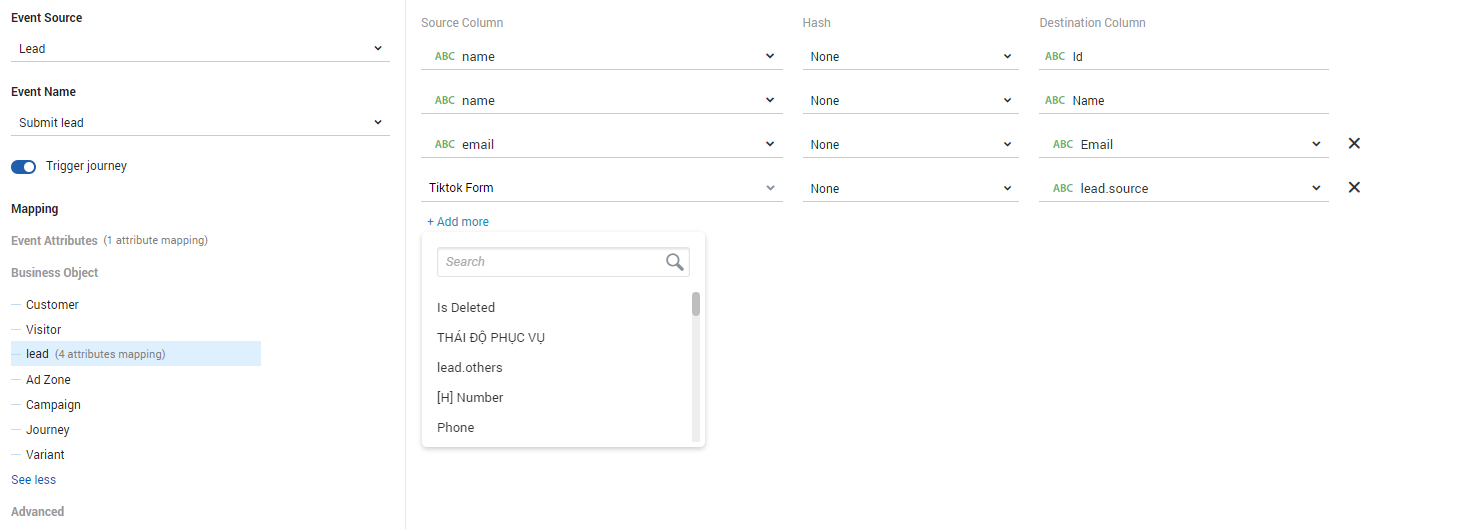 Event Source
Lead
Event Name
Submit lead
Trigger journey
Mapping
Event Attributes (1 attribute mapping)
Business Object
Customer
Visitor
lead (4 attributes mapping)
Ad Zone
Campaign
Journey
Variant
See less
Advanced
Source Column Hash Destination Column
ABC name None ABC Id
ABC name None ABC Name
ABC email None ABC Email
Tiktok Form None ABC lead.source
+ Add more
Search
Is Deleted
THÁI ĐỘ PHỤC VỤ
lead.others
[H] Number
Phone